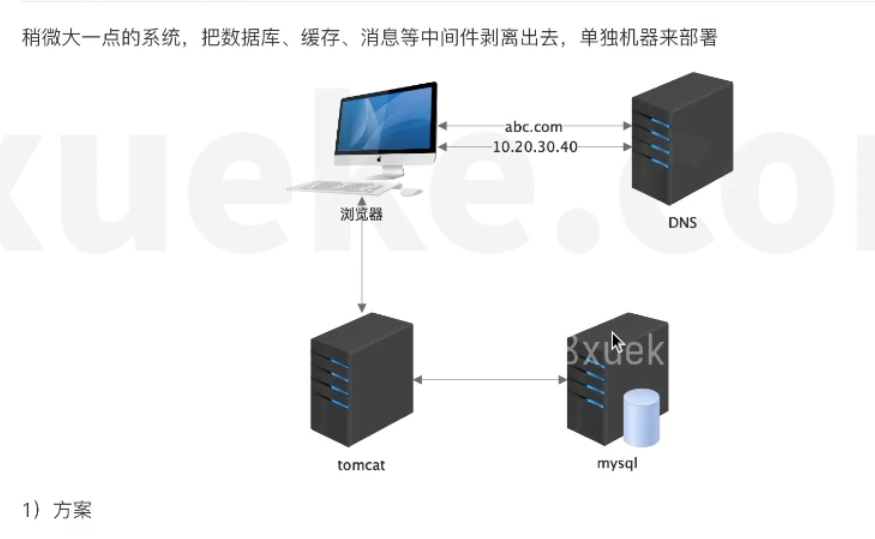 稍微大一点的系统，把数据库、缓存、消息等中间件剥离出去，单独机器来部署
abc.com
10.20.30.40
浏览器
DNS
xueke.co
3xuek
tomcat
mysql
1）方案